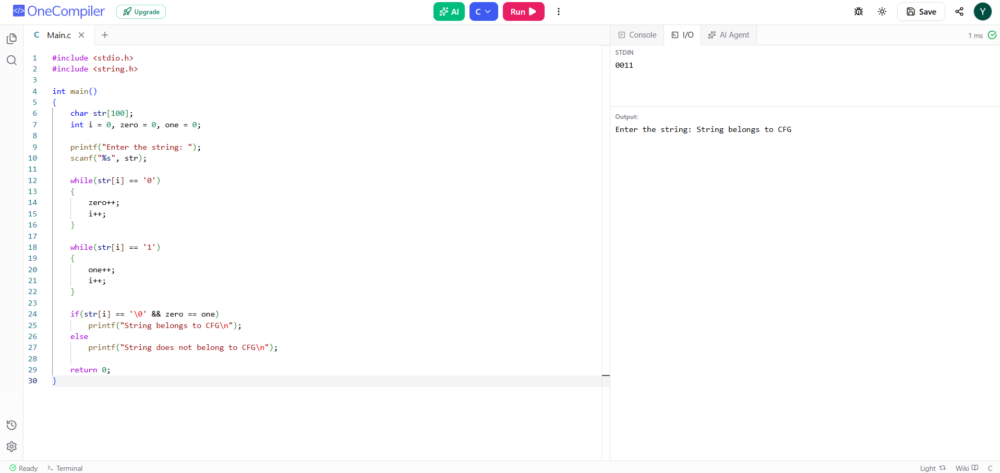 </> OneCompiler Upgrade AI C Run Save Y
C Main.c
Console I/O AI Agent 1 ms
1 #include <stdio.h>
2 #include <string.h>
3
4 int main()
5 {
6     char str[100];
7     int i = 0, zero = 0, one = 0;
8
9     printf("Enter the string: ");
10     scanf("%s", str);
11
12     while(str[i] == '0')
13     {
14         zero++;
15         i++;
16     }
17
18     while(str[i] == '1')
19     {
20         one++;
21         i++;
22     }
23
24     if(str[i] == '\0' && zero == one)
25         printf("String belongs to CFG\n");
26     else
27         printf("String does not belong to CFG\n");
28
29     return 0;
30 }
STDIN
0011
Output:
Enter the string: String belongs to CFG
Ready Terminal Light Wiki C